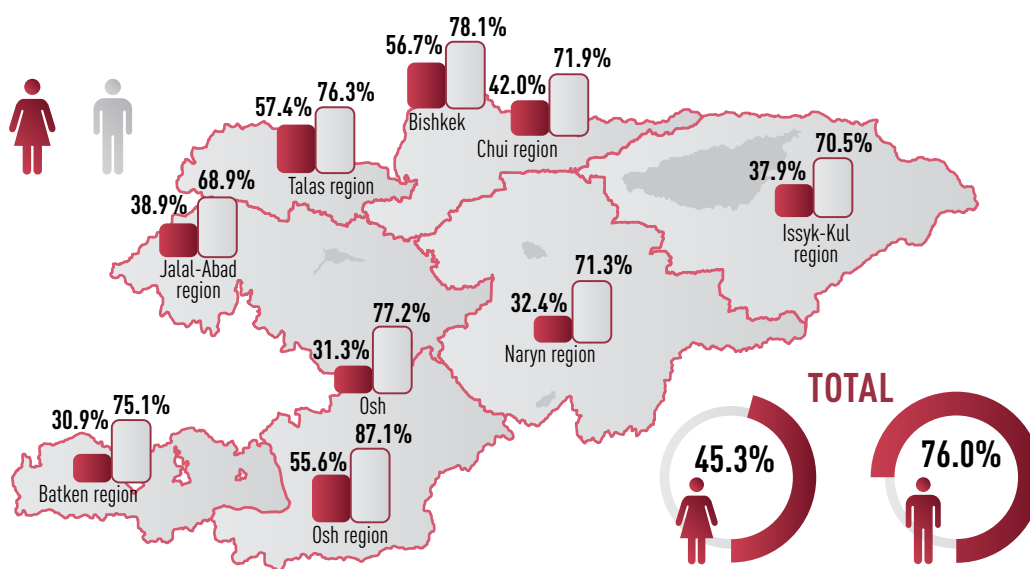 56.7% 78.1%
Bishkek
42.0% 71.9%
Chui region
57.4% 76.3%
Talas region
37.9% 70.5%
Issyk-Kul
region
38.9% 68.9%
Jalal-Abad
region
32.4% 71.3%
Naryn region
31.3% 77.2%
Osh
30.9% 75.1%
Batken region
55.6% 87.1%
Osh region
TOTAL
45.3%
76.0%